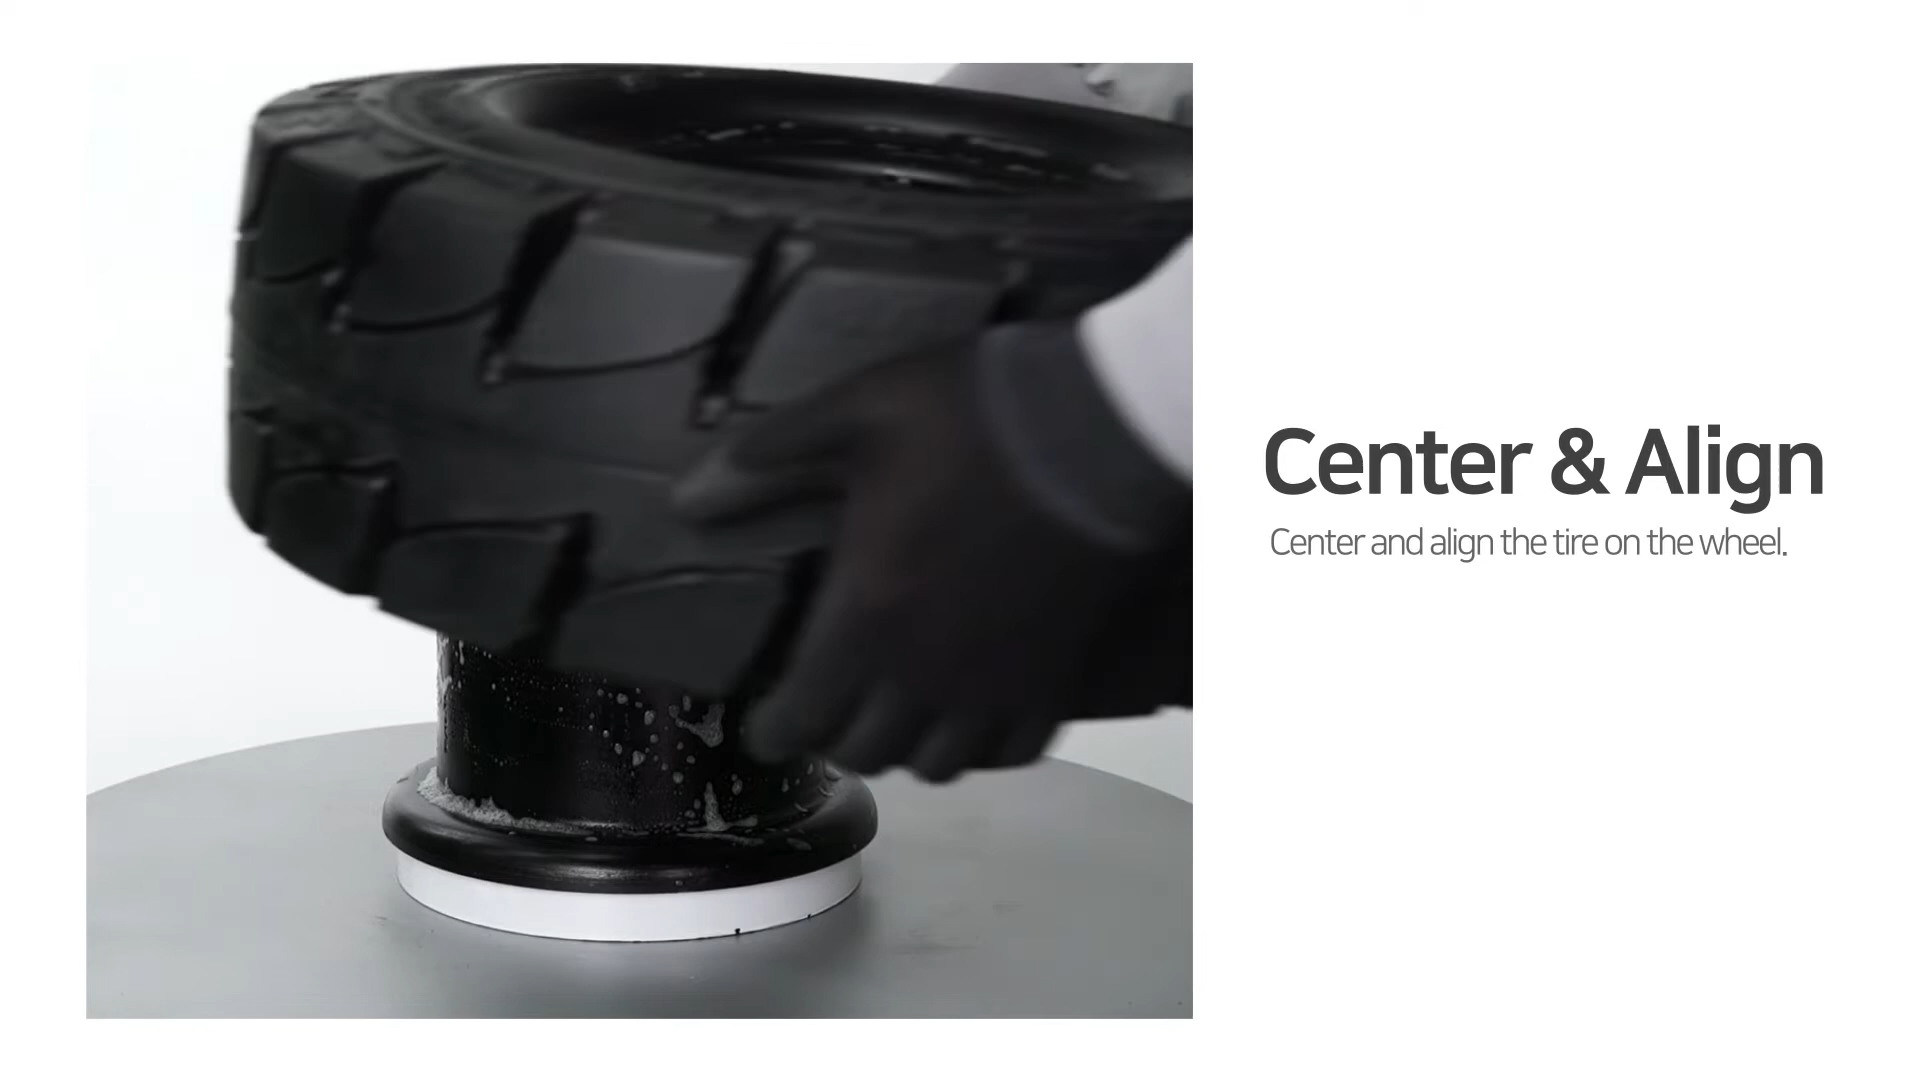 Center & Align
Center and align the tire on the wheel.